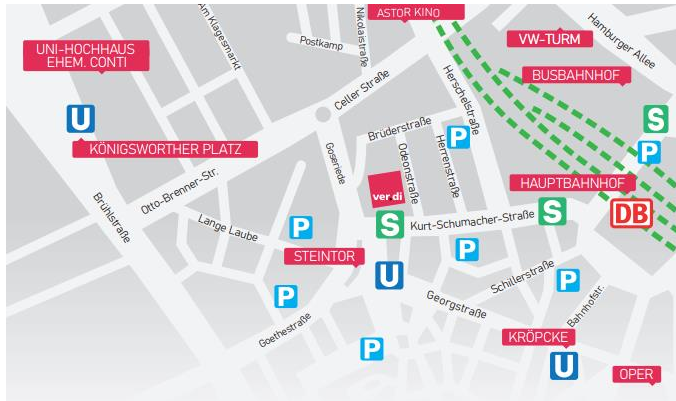 ASTOR KINO
Am Klagesmarkt
Nikolaistraße
Postkamp
VW-TURM
Hamburger Allee
UNI-HOCHHAUS
EHEM. CONTI
BUSBAHNHOF
Celler Straße
Herschelstraße
U
S
KÖNIGSWORTHER PLATZ
Brüderstraße
P
P
Goseriede
Odeonstraße
Herrenstraße
Otto-Brenner-Str.
HAUPTBAHNHOF
ver.di
Brühlstraße
Lange Laube
P
S
Kurt-Schumacher-Straße
S
DB
STEINTOR
P
U
Schillerstraße
P
P
Georgstraße
Bahnhofstr.
Goethestraße
KRÖPCKE
P
U
OPER